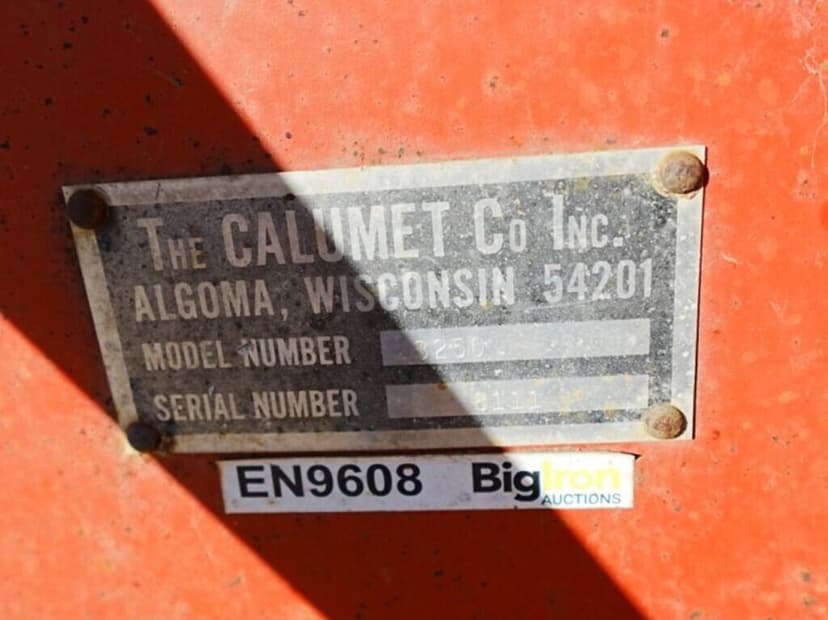 THE CALUMET CO INC.
ALGOMA, WISCONSIN 54201
MODEL NUMBER
SERIAL NUMBER
EN9608 BigIron
AUCTIONS